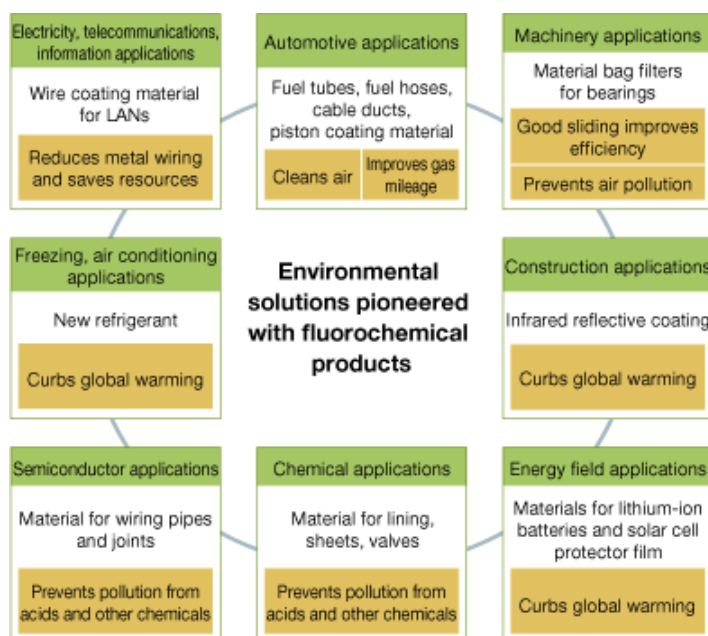 Electricity, telecommunications,
information applications
Wire coating material
for LANs
Reduces metal wiring
and saves resources
Automotive applications
Fuel tubes, fuel hoses,
cable ducts,
piston coating material
Cleans air
Improves gas
mileage
Machinery applications
Material bag filters
for bearings
Good sliding improves
efficiency
Prevents air pollution
Freezing, air conditioning
applications
New refrigerant
Curbs global warming
Environmental
solutions pioneered
with fluorochemical
products
Construction applications
Infrared reflective coating
Curbs global warming
Semiconductor applications
Material for wiring pipes
and joints
Prevents pollution from
acids and other chemicals
Chemical applications
Material for lining,
sheets, valves
Prevents pollution from
acids and other chemicals
Energy field applications
Materials for lithium-ion
batteries and solar cell
protector film
Curbs global warming